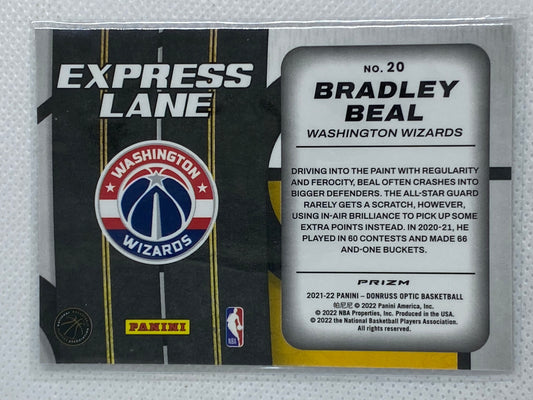 EXPRESS
LANE
WASHINGTON
WIZARDS
PANINI
NBA
NO. 20
BRADLEY
BEAL
WASHINGTON WIZARDS
DRIVING INTO THE PAINT WITH REGULARITY
AND FEROCITY, BEAL OFTEN CRASHES INTO
BIGGER DEFENDERS. THE ALL-STAR GUARD
RARELY GETS A SCRATCH, HOWEVER,
USING IN-AIR BRILLIANCE TO PICK UP SOME
EXTRA POINTS INSTEAD. IN 2020-21, HE
PLAYED IN 60 CONTESTS AND MADE 66
AND-ONE BUCKETS.
PRIZM
2021-22 PANINI – DONRUSS OPTIC BASKETBALL
帕尼尼 © 2022 Panini America, Inc.
© 2022 NBA Properties, Inc. Produced in the USA.
© 2022 the National Basketball Players Association.
All rights reserved.